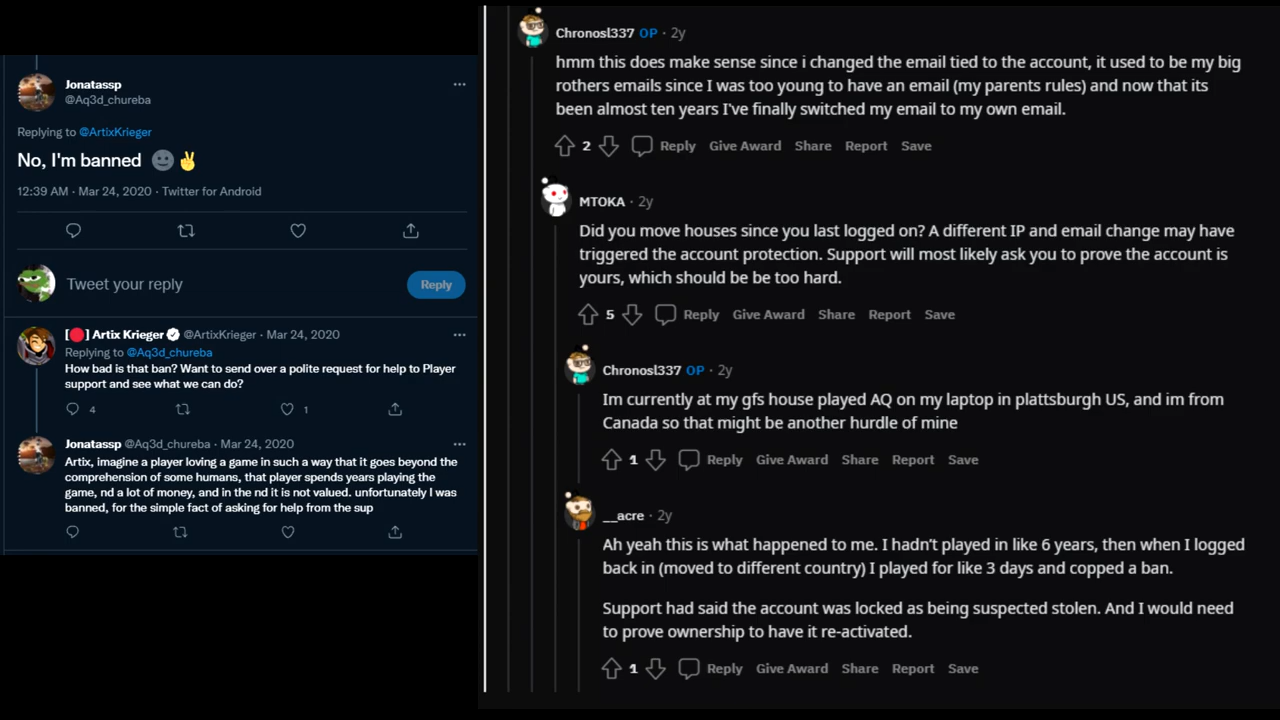 Jonatassp
@Aq3d_chureba
Replying to @ArtixKrieger
No, I'm banned
12:39 AM · Mar 24, 2020 · Twitter for Android
Tweet your reply
Reply
[🔴] Artix Krieger @ArtixKrieger · Mar 24, 2020
Replying to @Aq3d_chureba
How bad is that ban? Want to send over a polite request for help to Player
support and see what we can do?
4
1
Jonatassp @Aq3d_chureba · Mar 24, 2020
Artix, imagine a player loving a game in such a way that it goes beyond the
comprehension of some humans, that player spends years playing the
game, nd a lot of money, and in the nd it is not valued. unfortunately I was
banned, for the simple fact of asking for help from the sup
Chronosl337 OP · 2y
hmm this does make sense since i changed the email tied to the account, it used to be my big
rothers emails since I was too young to have an email (my parents rules) and now that its
been almost ten years I've finally switched my email to my own email.
2 Reply Give Award Share Report Save
MTOKA · 2y
Did you move houses since you last logged on? A different IP and email change may have
triggered the account protection. Support will most likely ask you to prove the account is
yours, which should be be too hard.
5 Reply Give Award Share Report Save
Chronosl337 OP · 2y
Im currently at my gfs house played AQ on my laptop in plattsburgh US, and im from
Canada so that might be another hurdle of mine
1 Reply Give Award Share Report Save
__acre · 2y
Ah yeah this is what happened to me. I hadn't played in like 6 years, then when I logged
back in (moved to different country) I played for like 3 days and copped a ban.
Support had said the account was locked as being suspected stolen. And I would need
to prove ownership to have it re-activated.
1 Reply Give Award Share Report Save